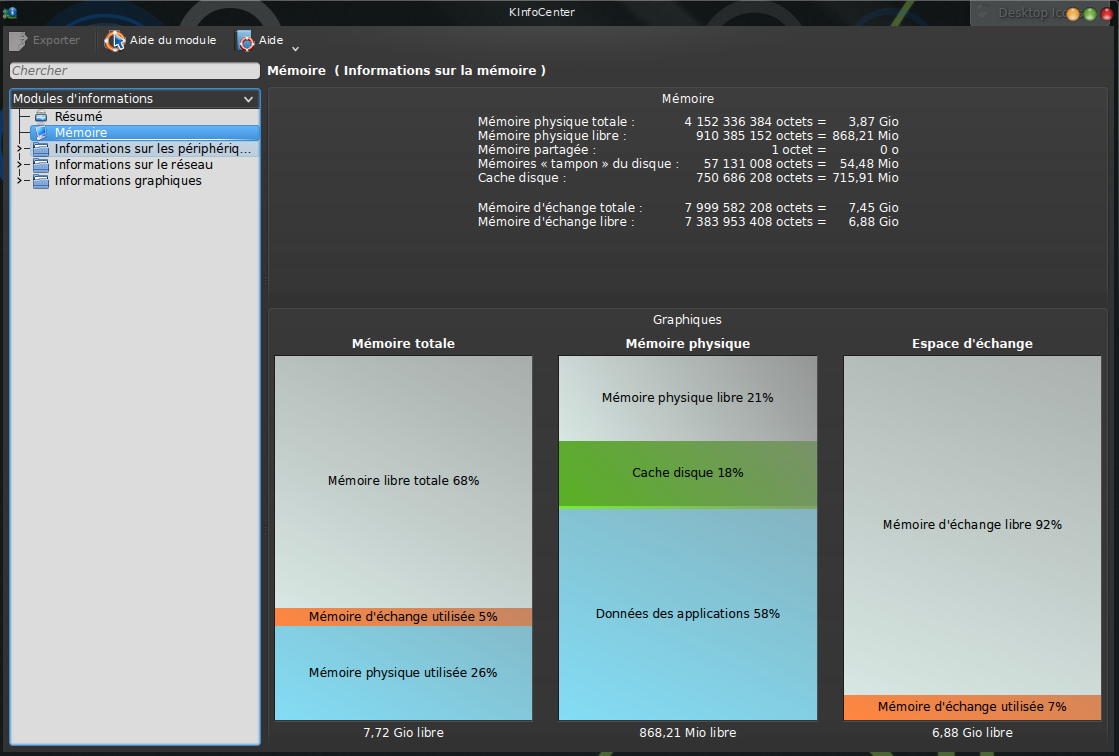 KInfoCenter
Desktop
Exporter
Aide du module
Aide
Chercher
Mémoire ( Informations sur la mémoire )
Modules d'informations
Résumé
Mémoire
Informations sur les périphériq...
Informations sur le réseau
Informations graphiques
Mémoire
Mémoire physique totale : 4 152 336 384 octets = 3,87 Gio
Mémoire physique libre : 910 385 152 octets = 868,21 Mio
Mémoire partagée : 1 octet = 0 o
Mémoires « tampon » du disque : 57 131 008 octets = 54,48 Mio
Cache disque : 750 686 208 octets = 715,91 Mio
Mémoire d'échange totale : 7 999 582 208 octets = 7,45 Gio
Mémoire d'échange libre : 7 383 953 408 octets = 6,88 Gio
Graphiques
Mémoire totale
Mémoire physique
Espace d'échange
Mémoire libre totale 68%
Mémoire d'échange utilisée 5%
Mémoire physique utilisée 26%
7,72 Gio libre
Mémoire physique libre 21%
Cache disque 18%
Données des applications 58%
868,21 Mio libre
Mémoire d'échange libre 92%
Mémoire d'échange utilisée 7%
6,88 Gio libre